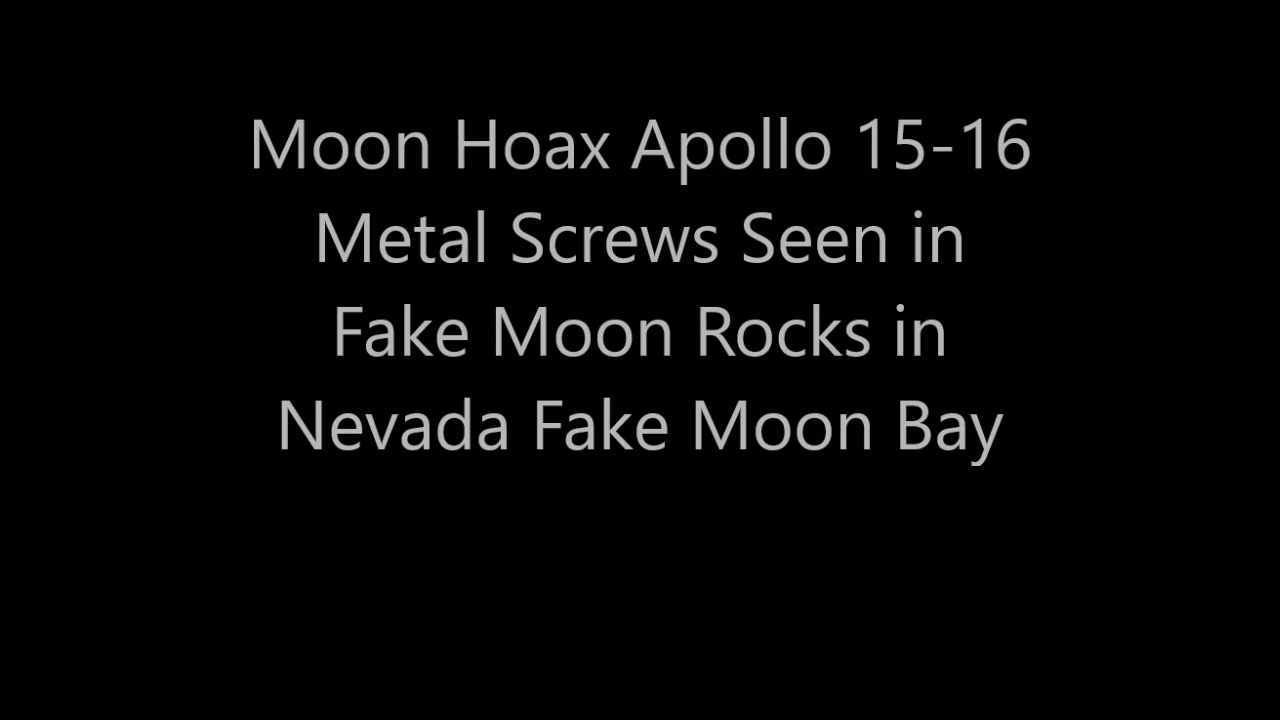 Moon Hoax Apollo 15-16
Metal Screws Seen in
Fake Moon Rocks in
Nevada Fake Moon Bay